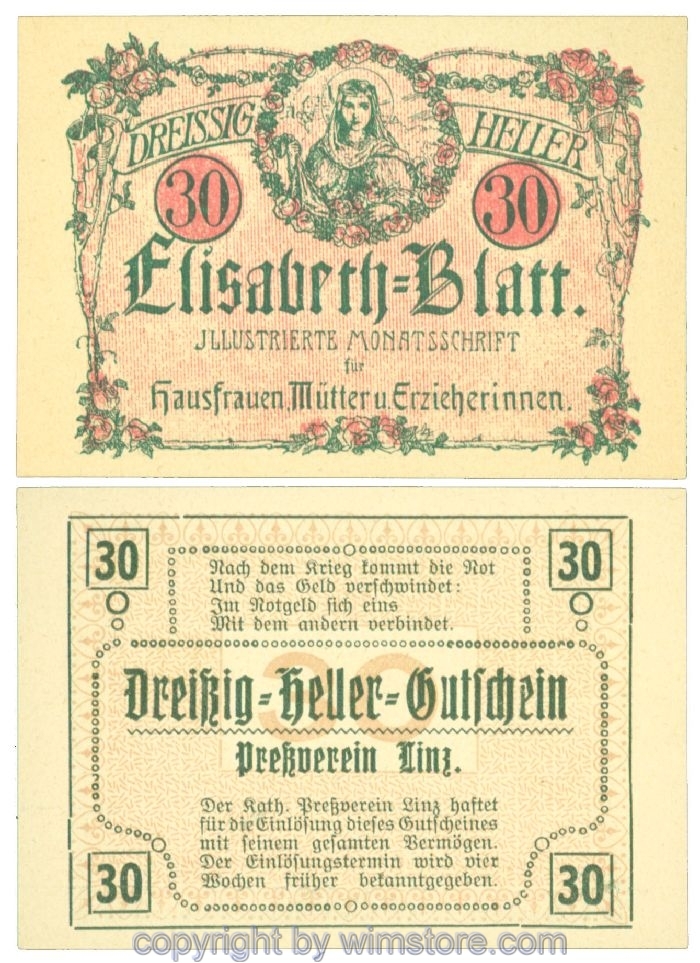 DREISSIG HELLER
30 30
Elisabeth=Blatt.
JLLUSTRIERTE MONATSSCHRIFT
für
Hausfrauen, Mütter u. Erzieherinnen.
30 30
Nach dem Krieg kommt die Not
Und das Geld verschwindet:
Im Notgeld sich eins
Mit dem andern verbindet.
30
Dreißig=Heller=Gutschein
Preßverein Linz.
Der Kath. Preßverein Linz haftet
für die Einlösung dieses Gutscheines
mit seinem gesamten Vermögen.
Der Einlösungstermin wird vier
Wochen früher bekanntgegeben.
30 30
copyright by wimstore.com